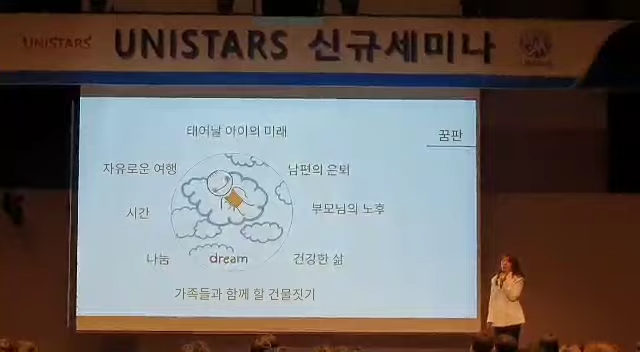 UNISTARS
UNISTARS 신규세미나
태어날 아이의 미래
꿈판
자유로운 여행
남편의 은퇴
시간
부모님의 노후
나눔
dream
건강한 삶
가족들과 함께 할 건물짓기